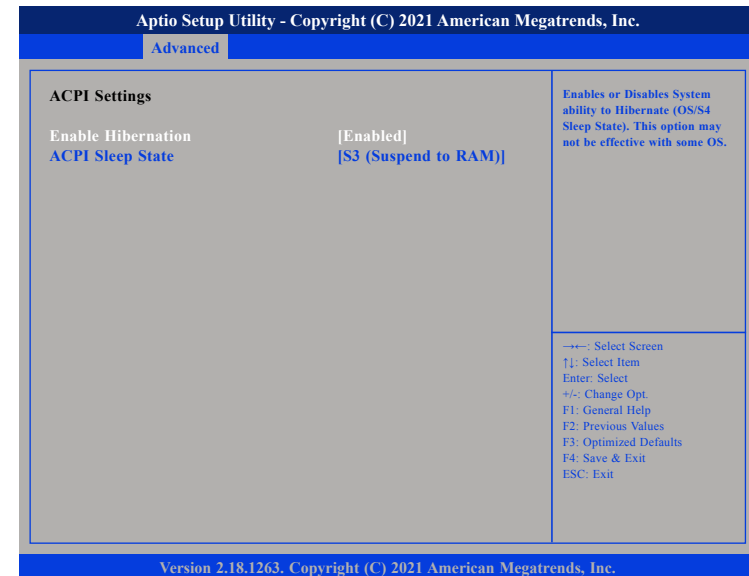 Aptio Setup Utility - Copyright (C) 2021 American Megatrends, Inc.
Advanced
ACPI Settings
Enable Hibernation [Enabled]
ACPI Sleep State [S3 (Suspend to RAM)]
Enables or Disables System
ability to Hibernate (OS/S4
Sleep State). This option may
not be effective with some OS.
→←: Select Screen
↑↓: Select Item
Enter: Select
+/-: Change Opt.
F1: General Help
F2: Previous Values
F3: Optimized Defaults
F4: Save & Exit
ESC: Exit
Version 2.18.1263. Copyright (C) 2021 American Megatrends, Inc.